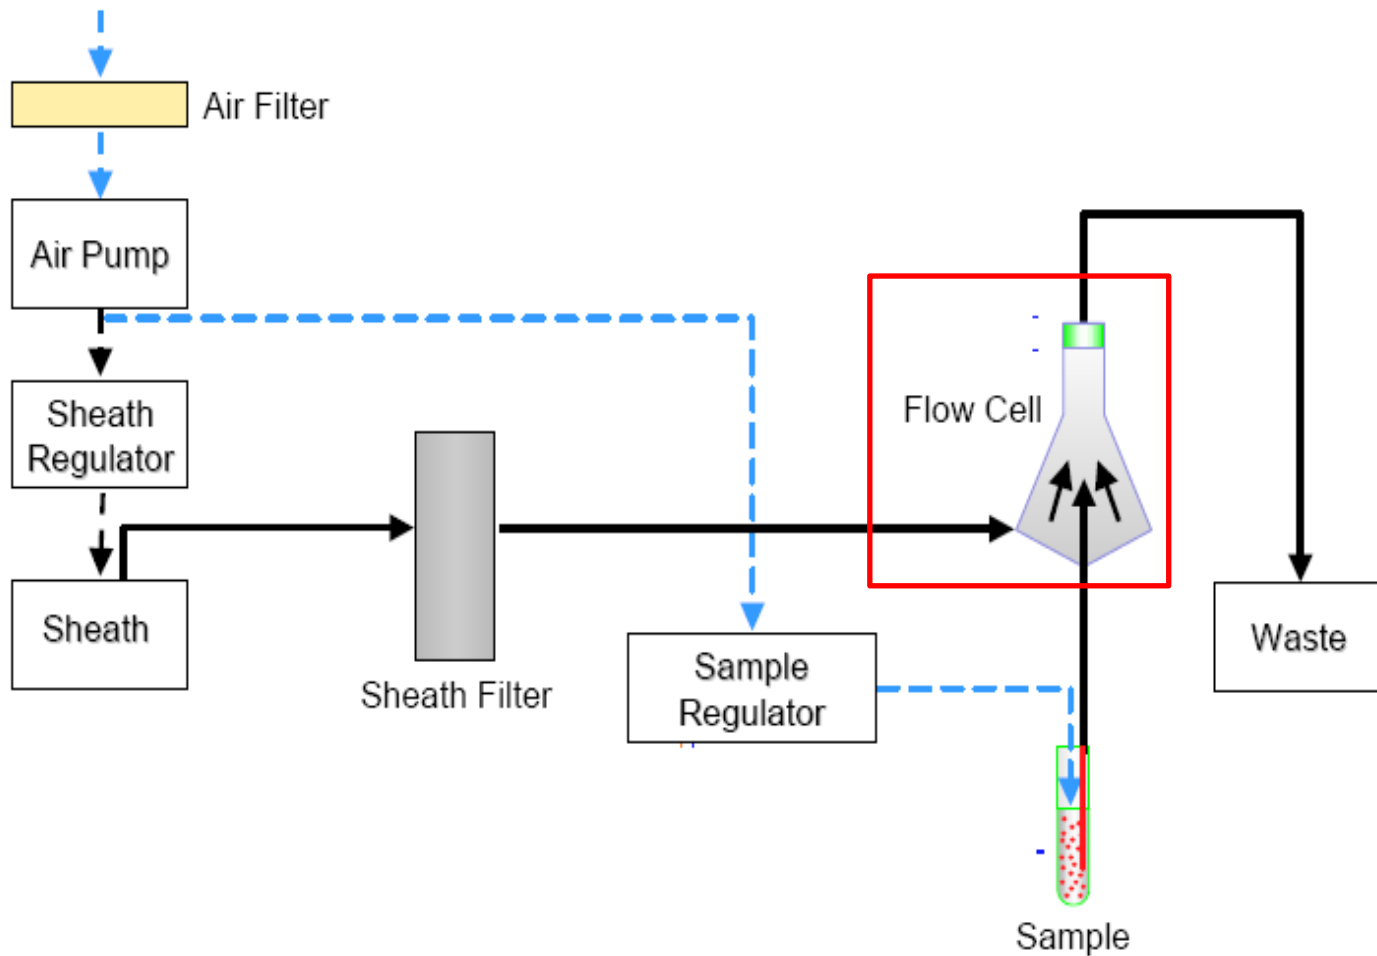 Air Filter
Air Pump
Sheath
Regulator
Flow Cell
Sheath
Sheath Filter
Sample
Regulator
Waste
Sample